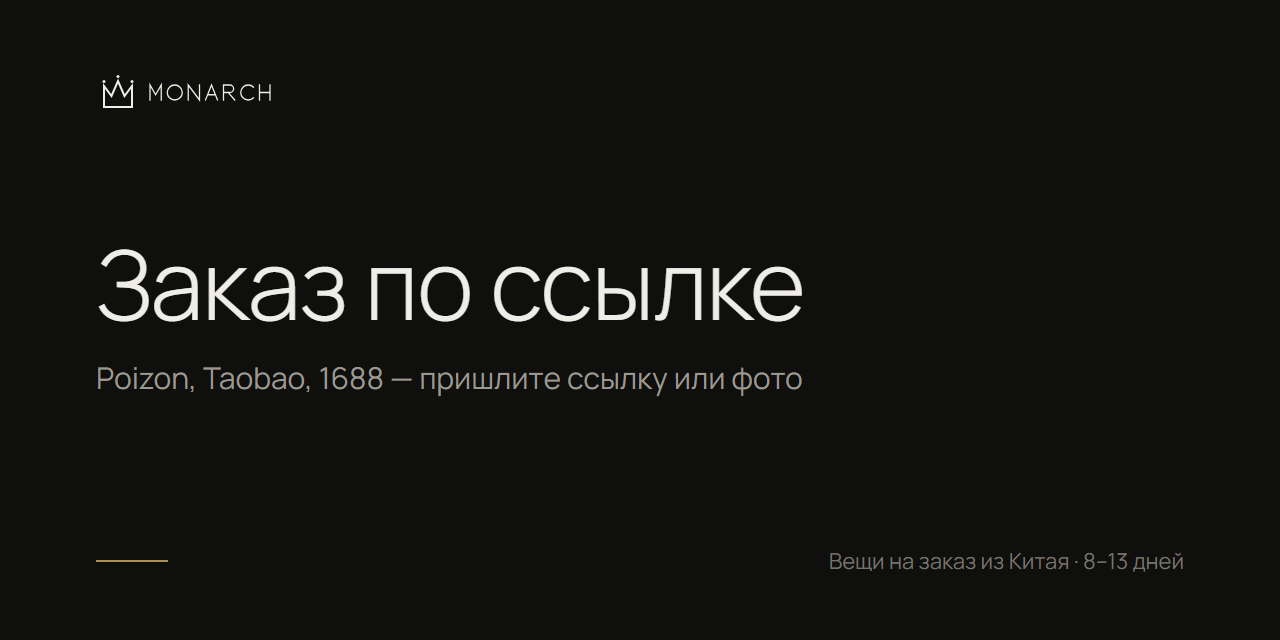 MONARCH
Заказ по ссылке
Poizon, Taobao, 1688 — пришлите ссылку или фото
Вещи на заказ из Китая · 8–13 дней